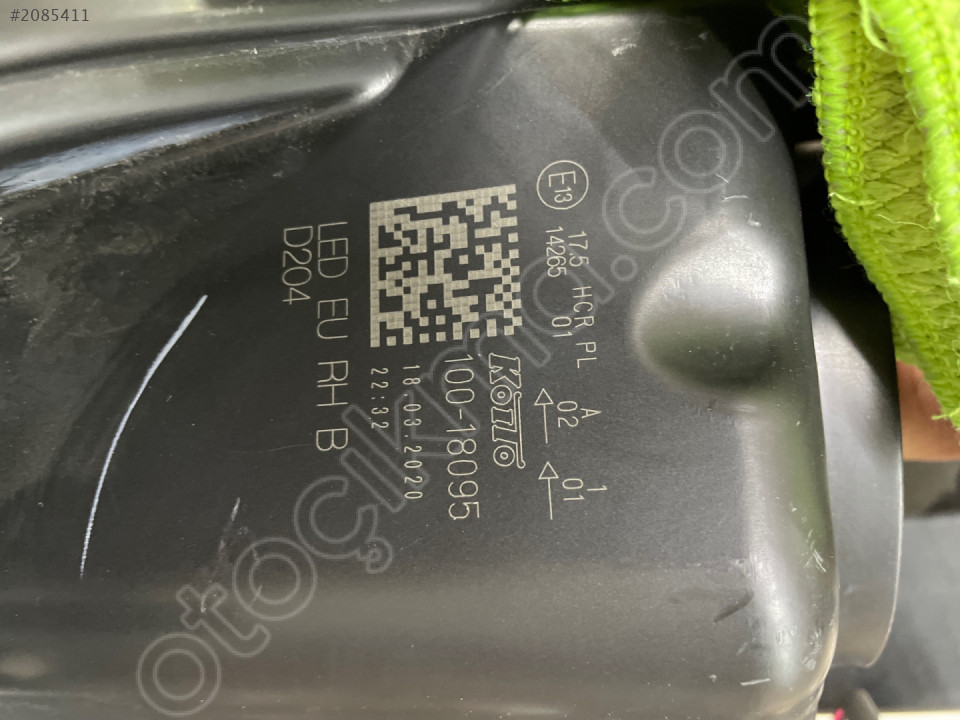 #2085411
E13
17.5 HCR PL
14265 01
A
02
1
01
Köпlо
100-18095
18.03.2020
22:32
LED EU RH B
D204
otoçıkma.com